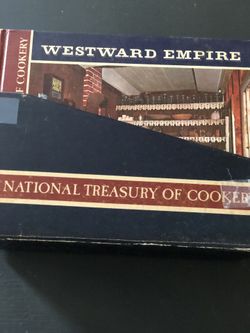 OF COOKERY
WESTWARD EMPIRE
NATIONAL TREASURY OF COOKER